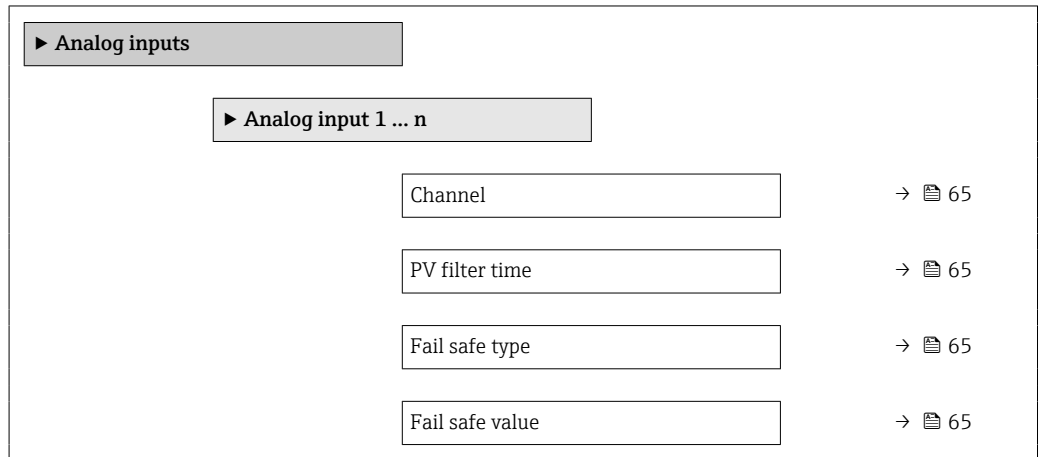 ▶ Analog inputs
▶ Analog input 1 ... n
Channel → 65
PV filter time → 65
Fail safe type → 65
Fail safe value → 65